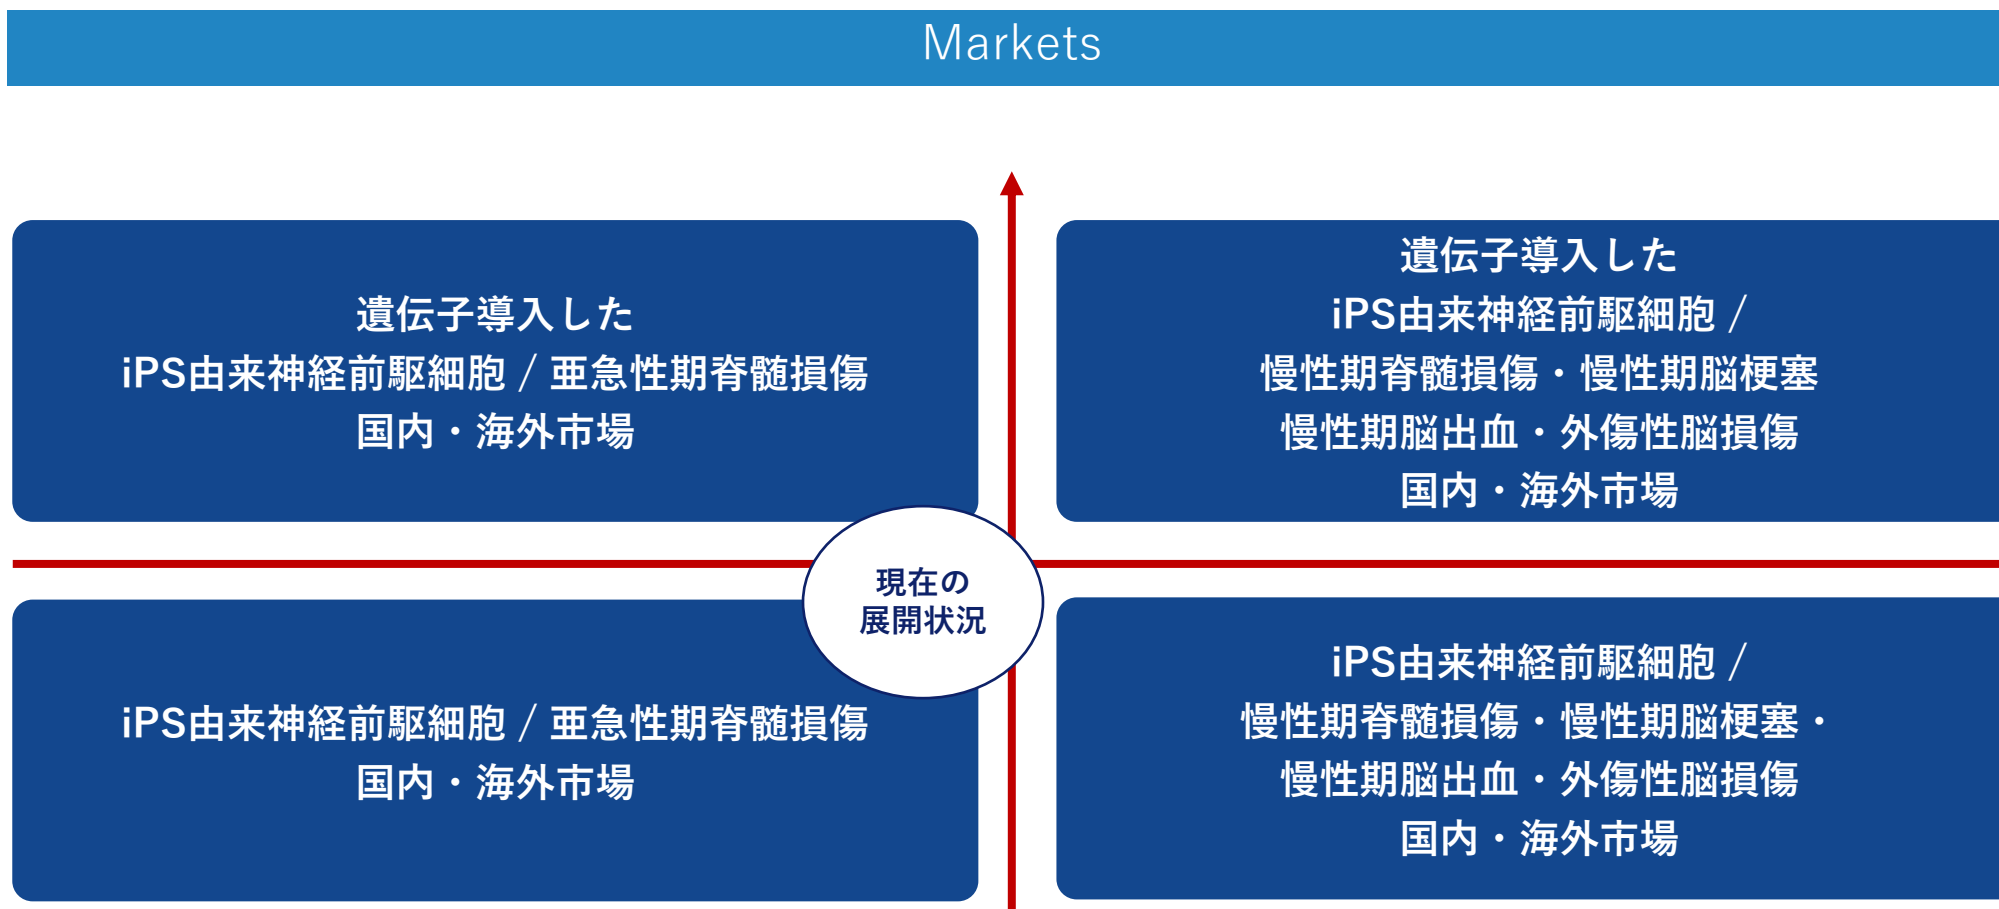 Markets
遺伝子導入した
iPS由来神経前駆細胞 / 亜急性期脊髄損傷
国内・海外市場
遺伝子導入した
iPS由来神経前駆細胞 /
慢性期脊髄損傷・慢性期脳梗塞
慢性期脳出血・外傷性脳損傷
国内・海外市場
現在の
展開状況
iPS由来神経前駆細胞 / 亜急性期脊髄損傷
国内・海外市場
iPS由来神経前駆細胞 /
慢性期脊髄損傷・慢性期脳梗塞・
慢性期脳出血・外傷性脳損傷
国内・海外市場